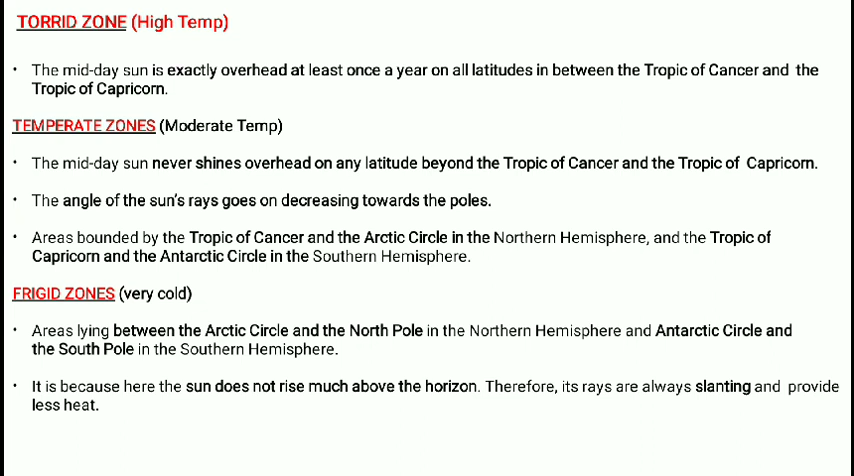 TORRID ZONE (High Temp)
• The mid-day sun is exactly overhead at least once a year on all latitudes in between the Tropic of Cancer and the
Tropic of Capricorn.
TEMPERATE ZONES (Moderate Temp)
• The mid-day sun never shines overhead on any latitude beyond the Tropic of Cancer and the Tropic of Capricorn.
• The angle of the sun's rays goes on decreasing towards the poles.
• Areas bounded by the Tropic of Cancer and the Arctic Circle in the Northern Hemisphere, and the Tropic of
Capricorn and the Antarctic Circle in the Southern Hemisphere.
FRIGID ZONES (very cold)
• Areas lying between the Arctic Circle and the North Pole in the Northern Hemisphere and Antarctic Circle and
the South Pole in the Southern Hemisphere.
• It is because here the sun does not rise much above the horizon. Therefore, its rays are always slanting and provide
less heat.